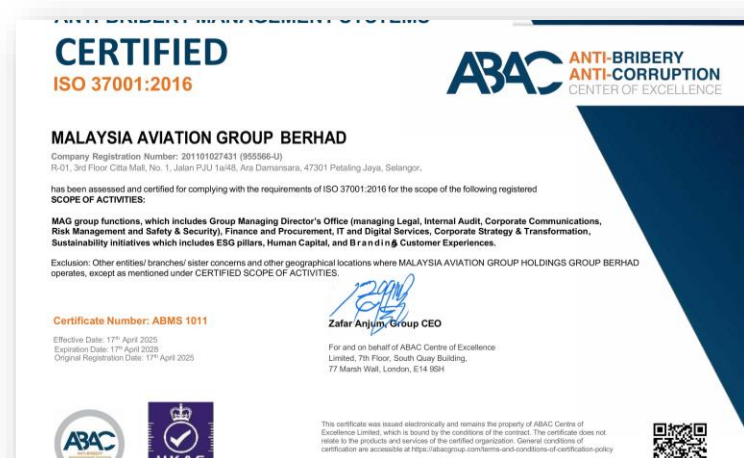 ANTI-BRIBERY MANAGEMENT SYSTEMS
CERTIFIED
ISO 37001:2016
ABAC
ANTI-BRIBERY
ANTI-CORRUPTION
CENTER OF EXCELLENCE
MALAYSIA AVIATION GROUP BERHAD
Company Registration Number: 201101027431 (955566-U)
R-01, 3rd Floor Citta Mall, No. 1, Jalan PJU 1a/48, Ara Damansara, 47301 Petaling Jaya, Selangor.
has been assessed and certified for complying with the requirements of ISO 37001:2016 for the scope of the following registered
SCOPE OF ACTIVITIES:
MAG group functions, which includes Group Managing Director's Office (managing Legal, Internal Audit, Corporate Communications,
Risk Management and Safety & Security), Finance and Procurement, IT and Digital Services, Corporate Strategy & Transformation,
Sustainability initiatives which includes ESG pillars, Human Capital, and Branding Customer Experiences.
Exclusion: Other entities/ branches/ sister concerns and other geographical locations where MALAYSIA AVIATION GROUP HOLDINGS GROUP BERHAD
operates, except as mentioned under CERTIFIED SCOPE OF ACTIVITIES.
Certificate Number: ABMS 1011
Effective Date: 17th April 2025
Expiration Date: 17th April 2028
Original Registration Date: 17th April 2025
Zafar Anjum, Group CEO
For and on behalf of ABAC Centre of Excellence
Limited, 7th Floor, South Quay Building,
77 Marsh Wall, London, E14 9SH
ABAC
UKAS
This certificate was issued electronically and remains the property of ABAC Centre of
Excellence Limited, which is bound by the conditions of the contract. The certificate does not
relate to the products and services of the certified organization. General conditions of
certification are accessible at https://abacgroup.com/terms-and-conditions-of-certification-policy